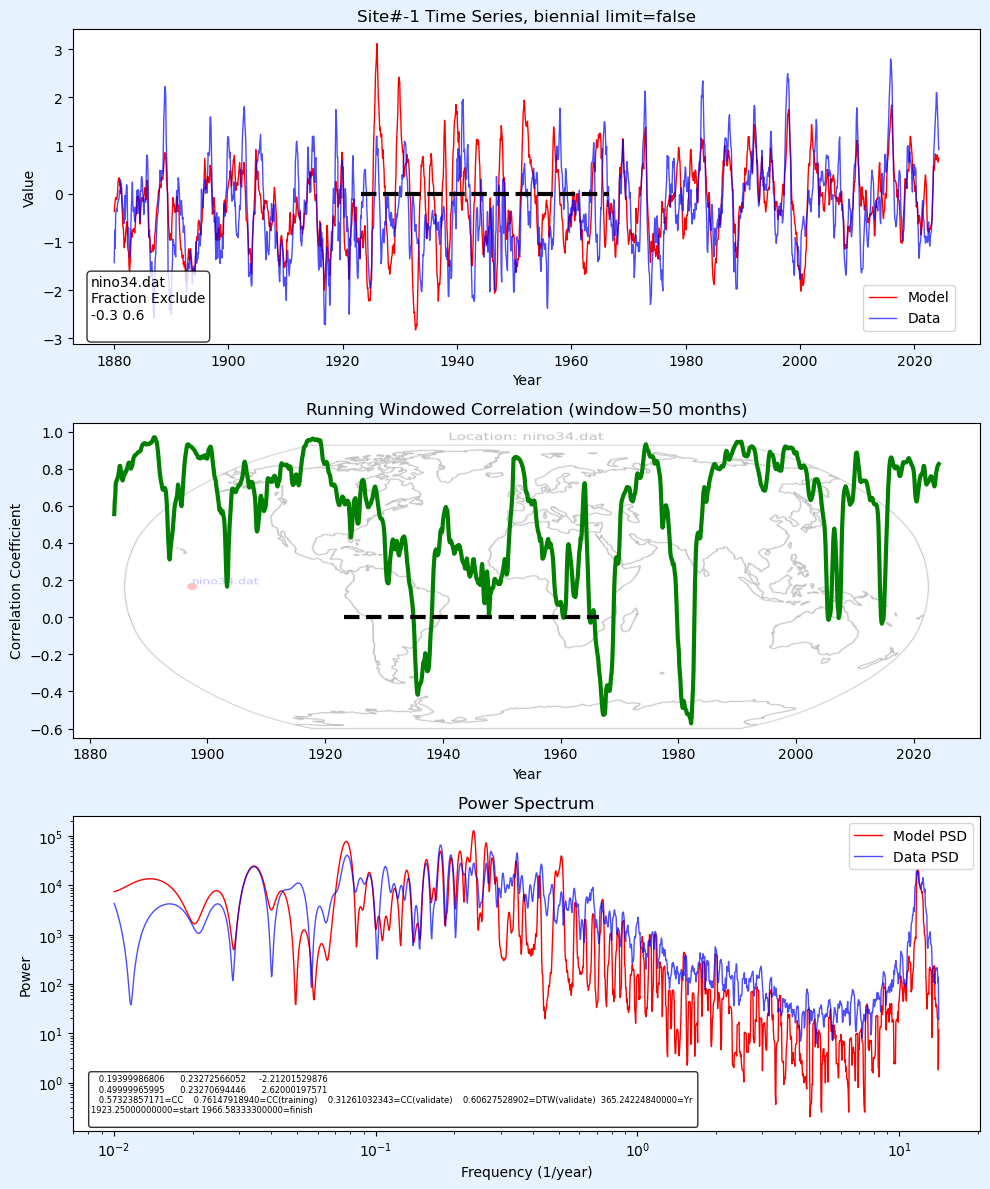 Site#-1 Time Series, biennial limit=false
3
2
1
0
−1
−2
−3
Value
nino34.dat
Fraction Exclude
-0.3 0.6
Model
Data
1880 1900 1920 1940 1960 1980 2000 2020
Year
Running Windowed Correlation (window=50 months)
Location: nino34.dat
1.0
0.8
0.6
0.4
0.2
0.0
−0.2
−0.4
−0.6
Correlation Coefficient
nino34.dat
1880 1900 1920 1940 1960 1980 2000 2020
Year
Power Spectrum
10^5
10^4
10^3
10^2
10^1
10^0
Power
Model PSD
Data PSD
0.19399986806 0.23272566052 -2.21201529876
0.49999965995 0.23270694446 2.62000197571
0.57323857171=CC 0.76147918940=CC(training) 0.31261032343=CC(validate) 0.60627528902=DTW(validate) 365.24224840000=Yr
1923.25000000000=start 1966.58333300000=finish
10^−2 10^−1 10^0 10^1
Frequency (1/year)